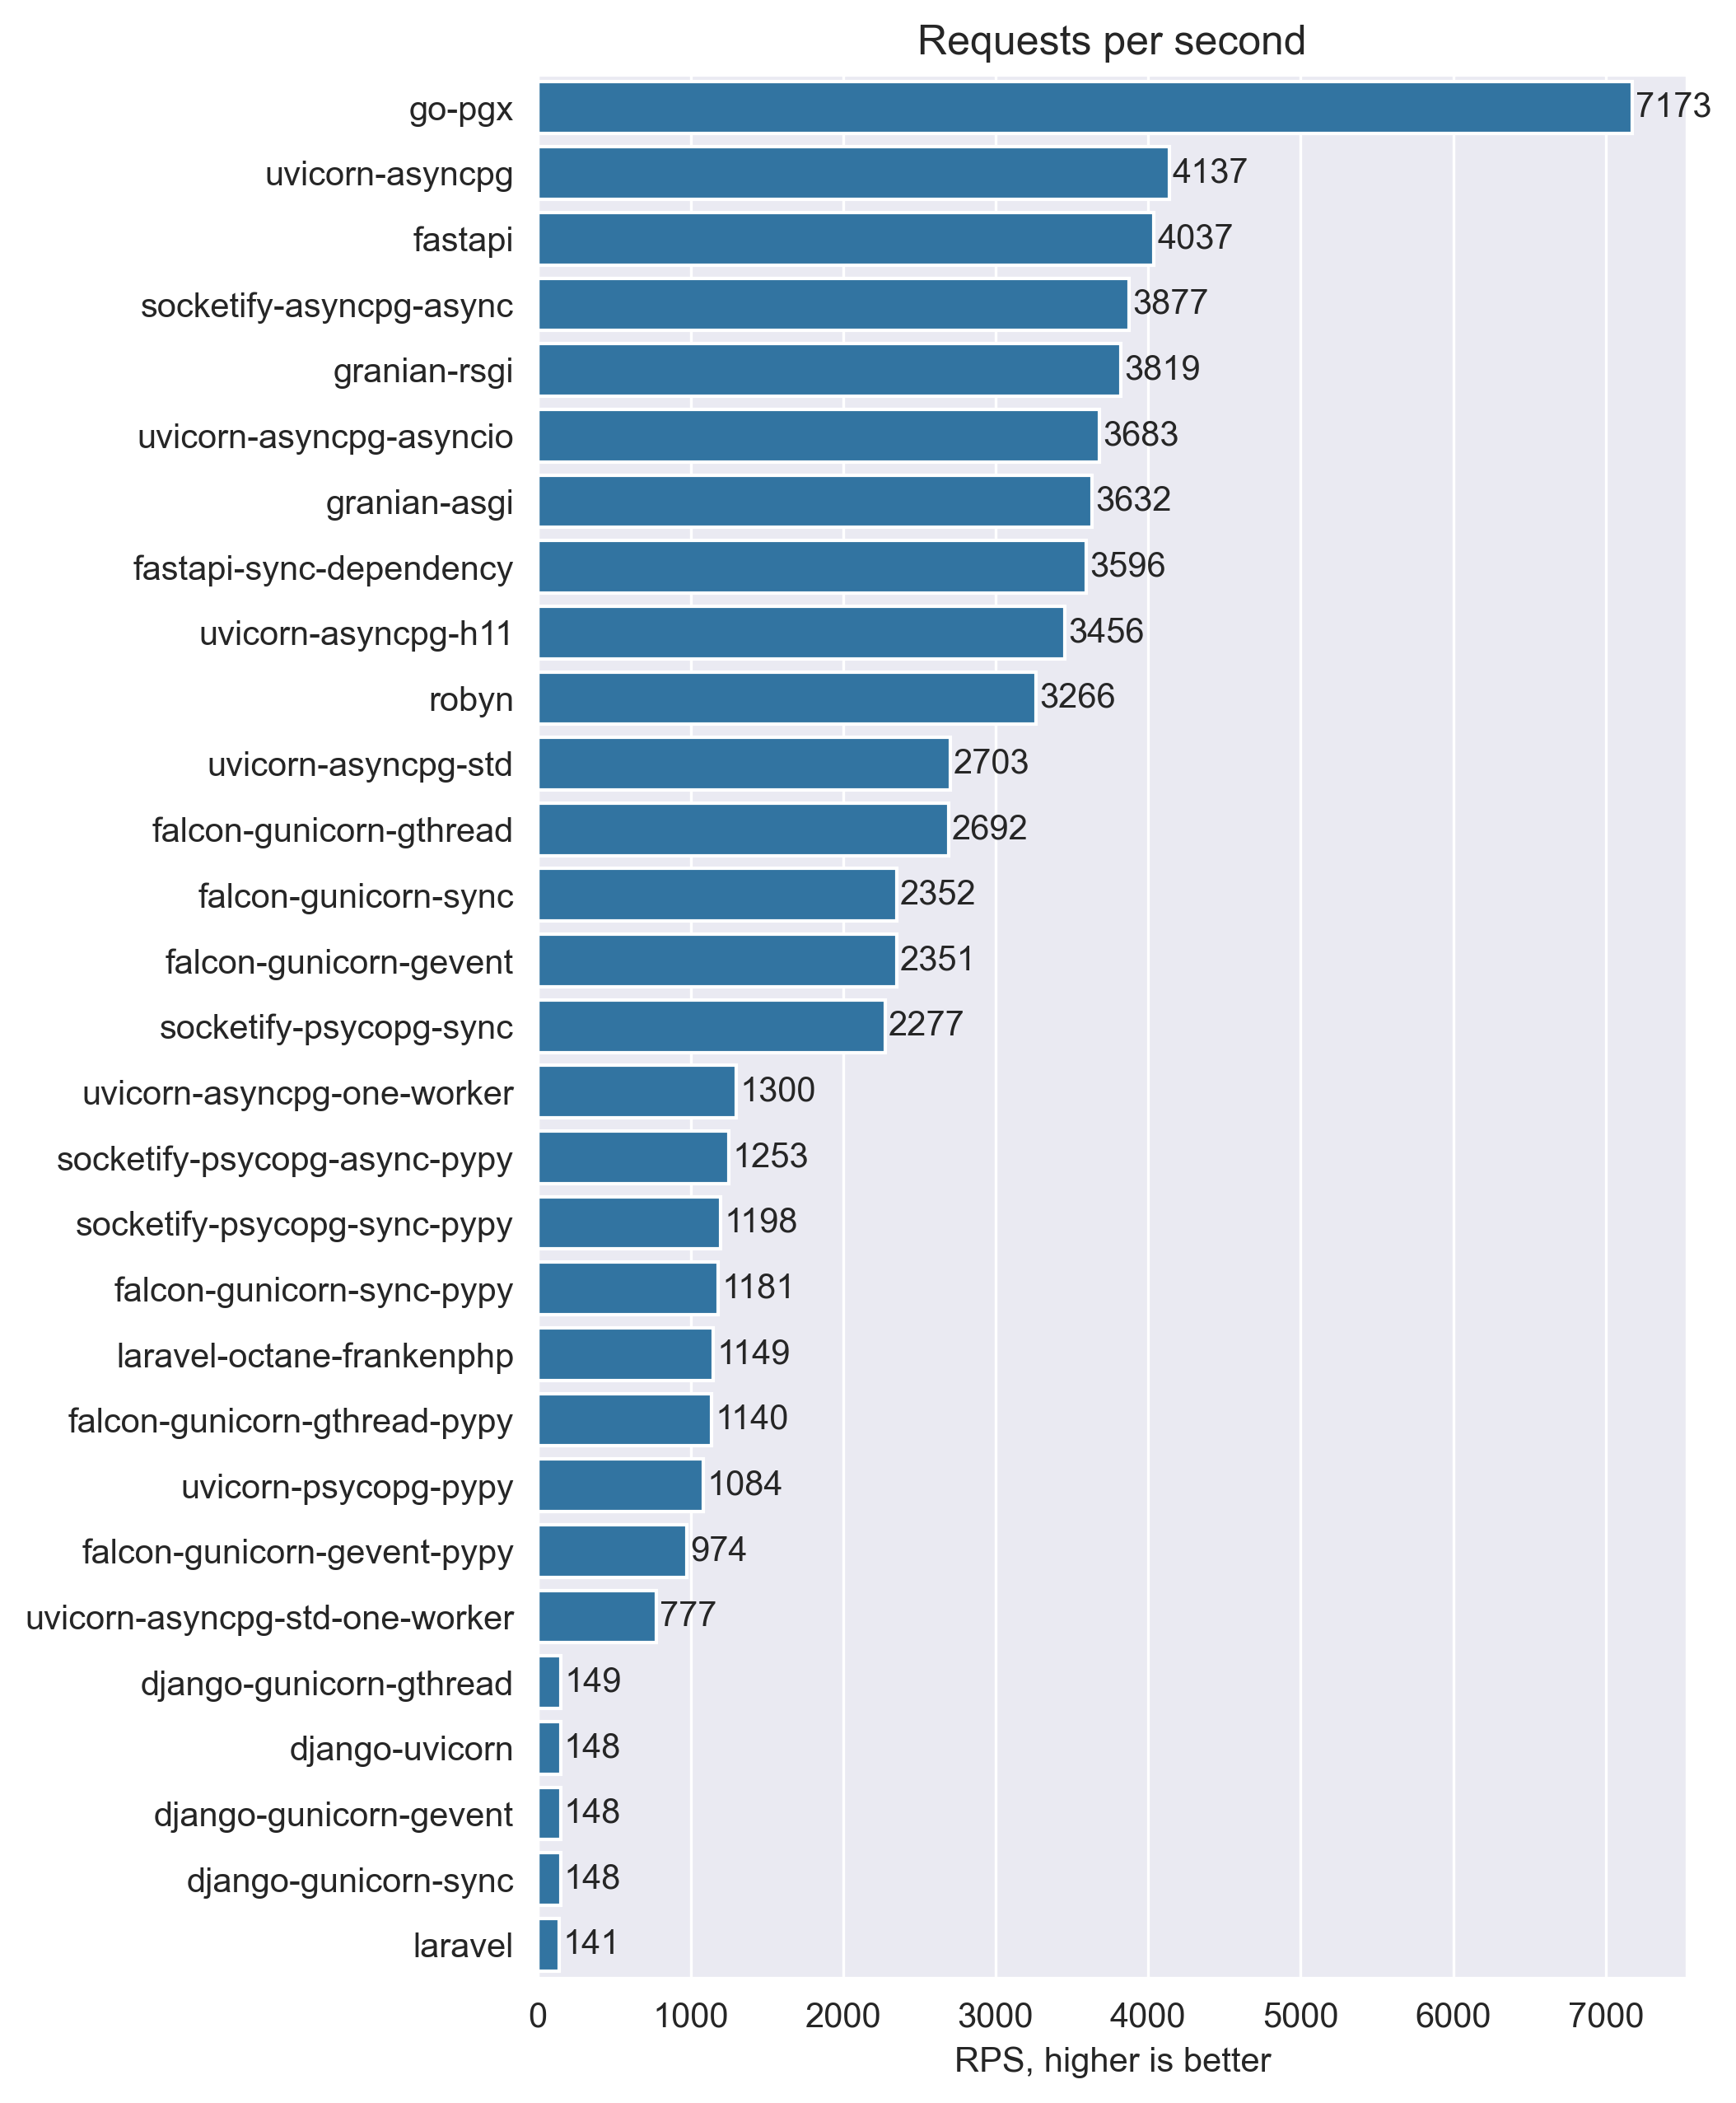 Requests per second
go-pgx 7173
uvicorn-asyncpg 4137
fastapi 4037
socketify-asyncpg-async 3877
granian-rsgi 3819
uvicorn-asyncpg-asyncio 3683
granian-asgi 3632
fastapi-sync-dependency 3596
uvicorn-asyncpg-h11 3456
robyn 3266
uvicorn-asyncpg-std 2703
falcon-gunicorn-gthread 2692
falcon-gunicorn-sync 2352
falcon-gunicorn-gevent 2351
socketify-psycopg-sync 2277
uvicorn-asyncpg-one-worker 1300
socketify-psycopg-async-pypy 1253
socketify-psycopg-sync-pypy 1198
falcon-gunicorn-sync-pypy 1181
laravel-octane-frankenphp 1149
falcon-gunicorn-gthread-pypy 1140
uvicorn-psycopg-pypy 1084
falcon-gunicorn-gevent-pypy 974
uvicorn-asyncpg-std-one-worker 777
django-gunicorn-gthread 149
django-uvicorn 148
django-gunicorn-gevent 148
django-gunicorn-sync 148
laravel 141
0 1000 2000 3000 4000 5000 6000 7000
RPS, higher is better